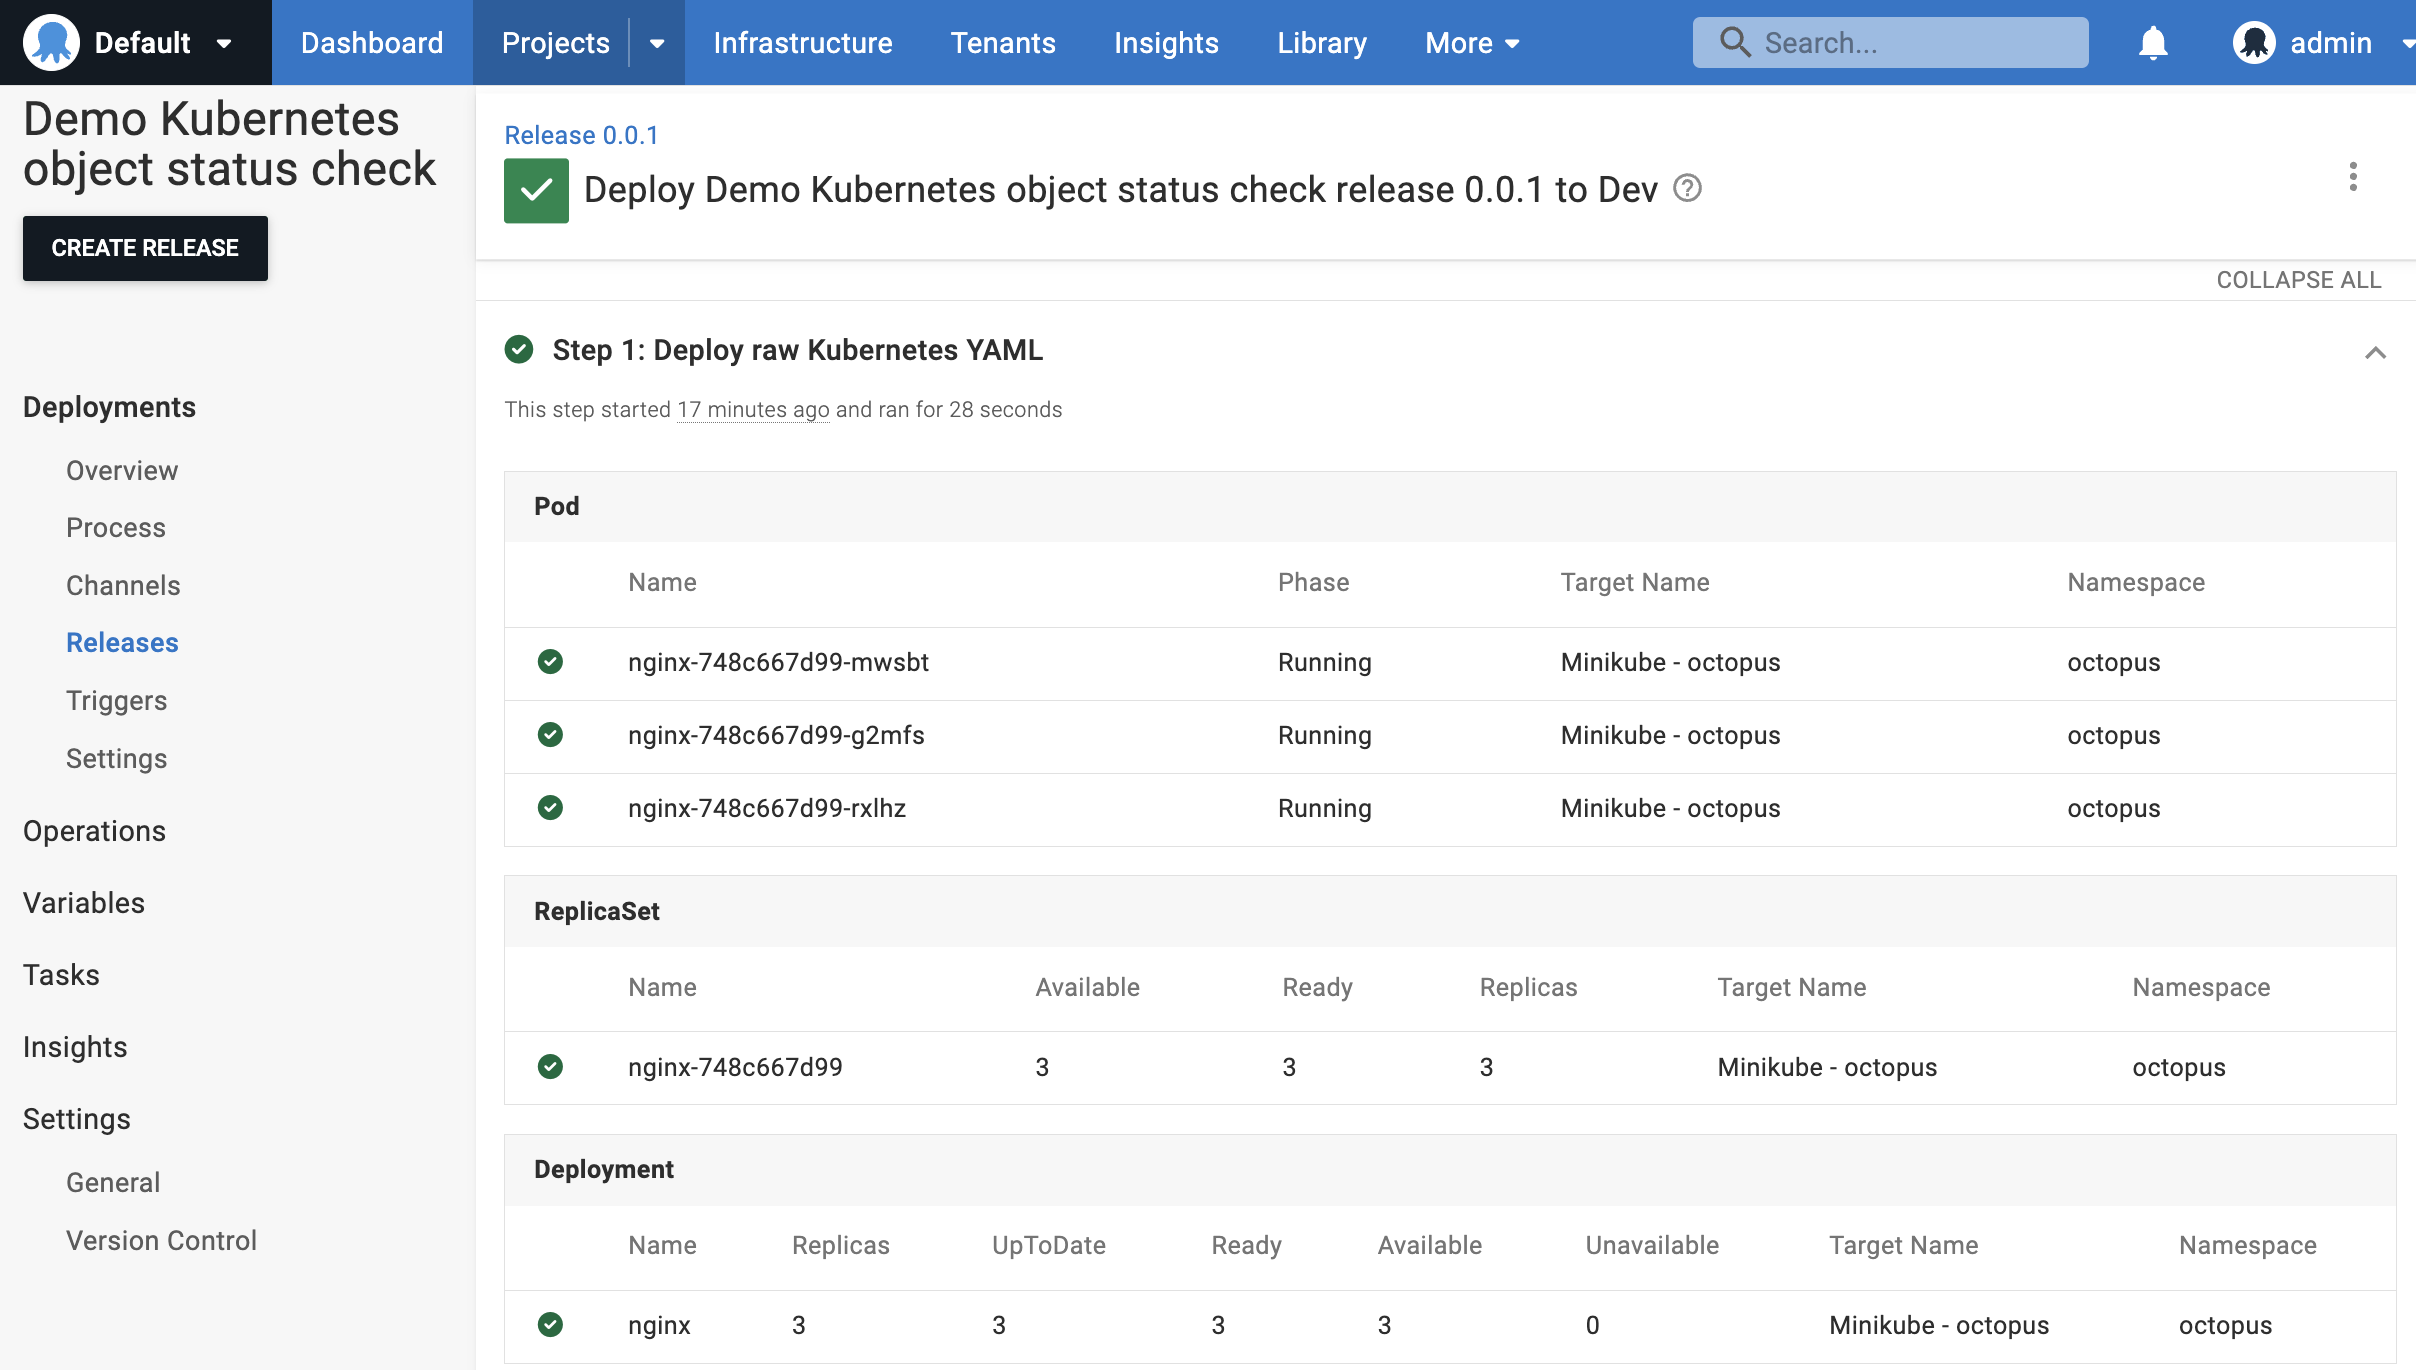 Default
Dashboard
Projects
Infrastructure
Tenants
Insights
Library
More
Search...
admin
Demo Kubernetes
object status check
CREATE RELEASE
Deployments
Overview
Process
Channels
Releases
Triggers
Settings
Operations
Variables
Tasks
Insights
Settings
General
Version Control
Release 0.0.1
Deploy Demo Kubernetes object status check release 0.0.1 to Dev
COLLAPSE ALL
Step 1: Deploy raw Kubernetes YAML
This step started 17 minutes ago and ran for 28 seconds
Pod
Name Phase Target Name Namespace
nginx-748c667d99-mwsbt Running Minikube - octopus octopus
nginx-748c667d99-g2mfs Running Minikube - octopus octopus
nginx-748c667d99-rxlhz Running Minikube - octopus octopus
ReplicaSet
Name Available Ready Replicas Target Name Namespace
nginx-748c667d99 3 3 3 Minikube - octopus octopus
Deployment
Name Replicas UpToDate Ready Available Unavailable Target Name Namespace
nginx 3 3 3 3 0 Minikube - octopus octopus